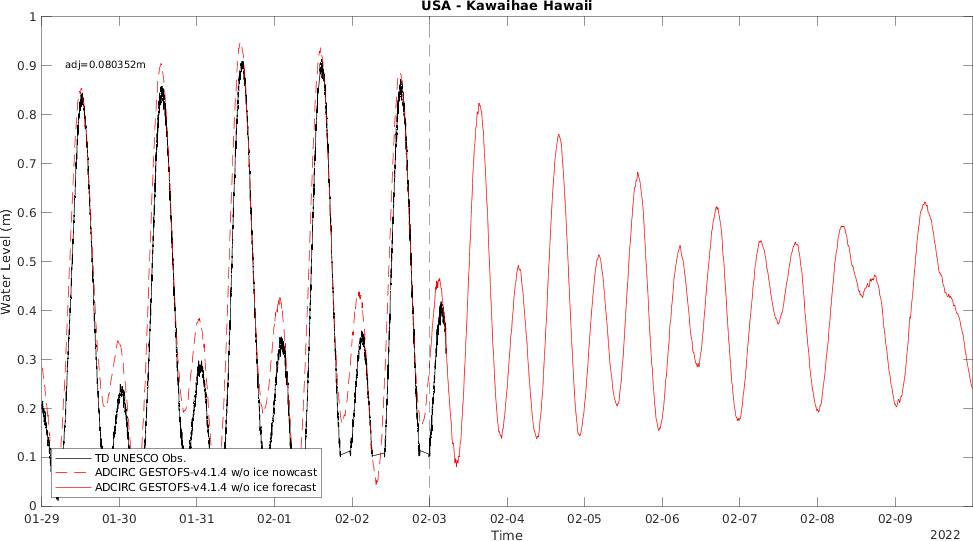 USA - Kawaihae Hawaii
1
0.9
0.8
0.7
0.6
0.5
0.4
0.3
0.2
0.1
0
Water Level (m)
adj=0.080352m
TD UNESCO Obs.
ADCIRC GESTOFS-v4.1.4 w/o ice nowcast
ADCIRC GESTOFS-v4.1.4 w/o ice forecast
01-29 01-30 01-31 02-01 02-02 02-03 02-04 02-05 02-06 02-07 02-08 02-09
Time
2022